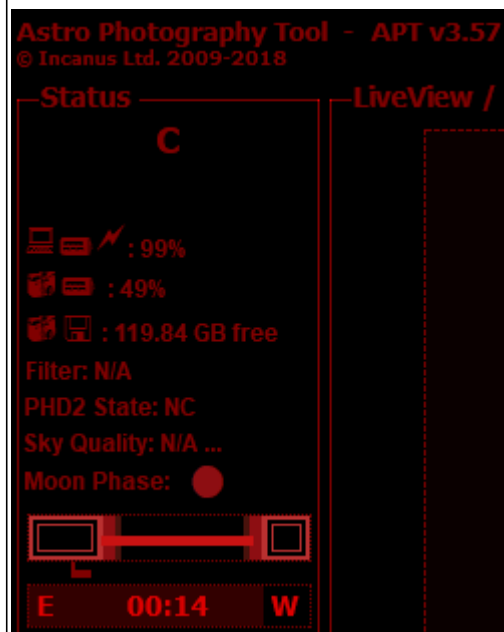 Astro Photography Tool - APT v3.57
© Incanus Ltd. 2009-2018
Status
LiveView /
C
: 99%
: 49%
: 119.84 GB free
Filter: N/A
PHD2 State: NC
Sky Quality: N/A ...
Moon Phase:
E 00:14 W